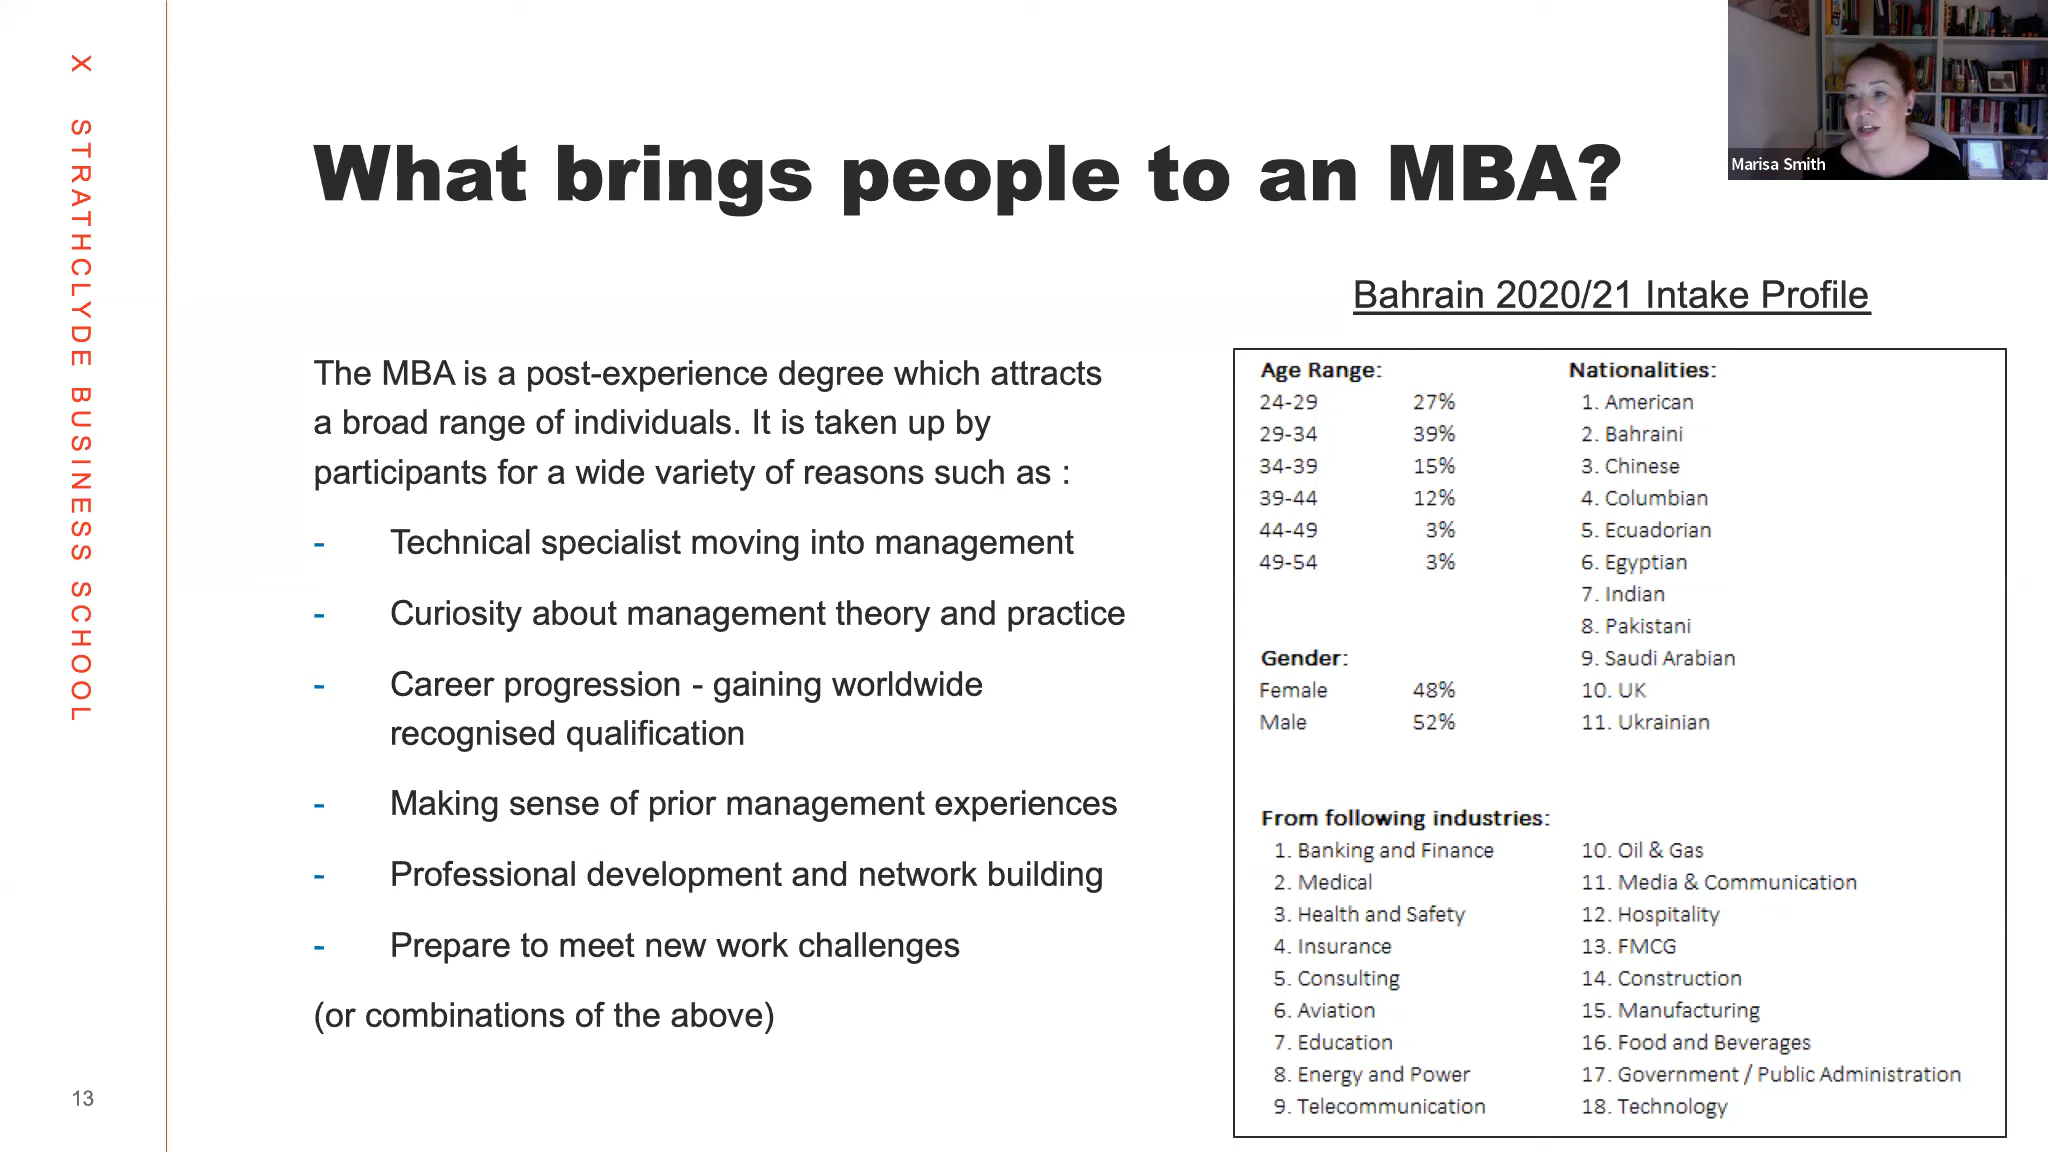 X STRATHCLYDE BUSINESS SCHOOL
What brings people to an MBA?
Marisa Smith
The MBA is a post-experience degree which attracts
a broad range of individuals. It is taken up by
participants for a wide variety of reasons such as :
- Technical specialist moving into management
- Curiosity about management theory and practice
- Career progression - gaining worldwide
recognised qualification
- Making sense of prior management experiences
- Professional development and network building
- Prepare to meet new work challenges
(or combinations of the above)
Bahrain 2020/21 Intake Profile
Age Range:
24-29 27%
29-34 39%
34-39 15%
39-44 12%
44-49 3%
49-54 3%
Gender:
Female 48%
Male 52%
Nationalities:
1. American
2. Bahraini
3. Chinese
4. Columbian
5. Ecuadorian
6. Egyptian
7. Indian
8. Pakistani
9. Saudi Arabian
10. UK
11. Ukrainian
From following industries:
1. Banking and Finance
2. Medical
3. Health and Safety
4. Insurance
5. Consulting
6. Aviation
7. Education
8. Energy and Power
9. Telecommunication
10. Oil & Gas
11. Media & Communication
12. Hospitality
13. FMCG
14. Construction
15. Manufacturing
16. Food and Beverages
17. Government / Public Administration
18. Technology
13